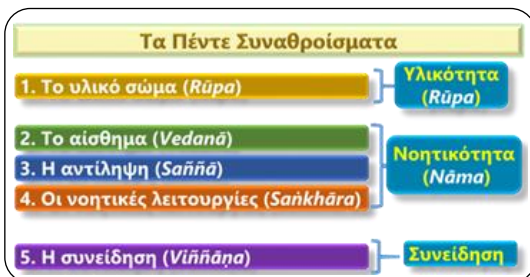 Τα Πέντε Συναθροίσματα
1. Το υλικό σώμα (Rūpa)
Υλικότητα
(Rūpa)
2. Το αίσθημα (Vedanā)
3. Η αντίληψη (Saññā)
4. Οι νοητικές λειτουργίες (Saṅkhāra)
Νοητικότητα
(Nāma)
5. Η συνείδηση (Viññāṇa)
Συνείδηση